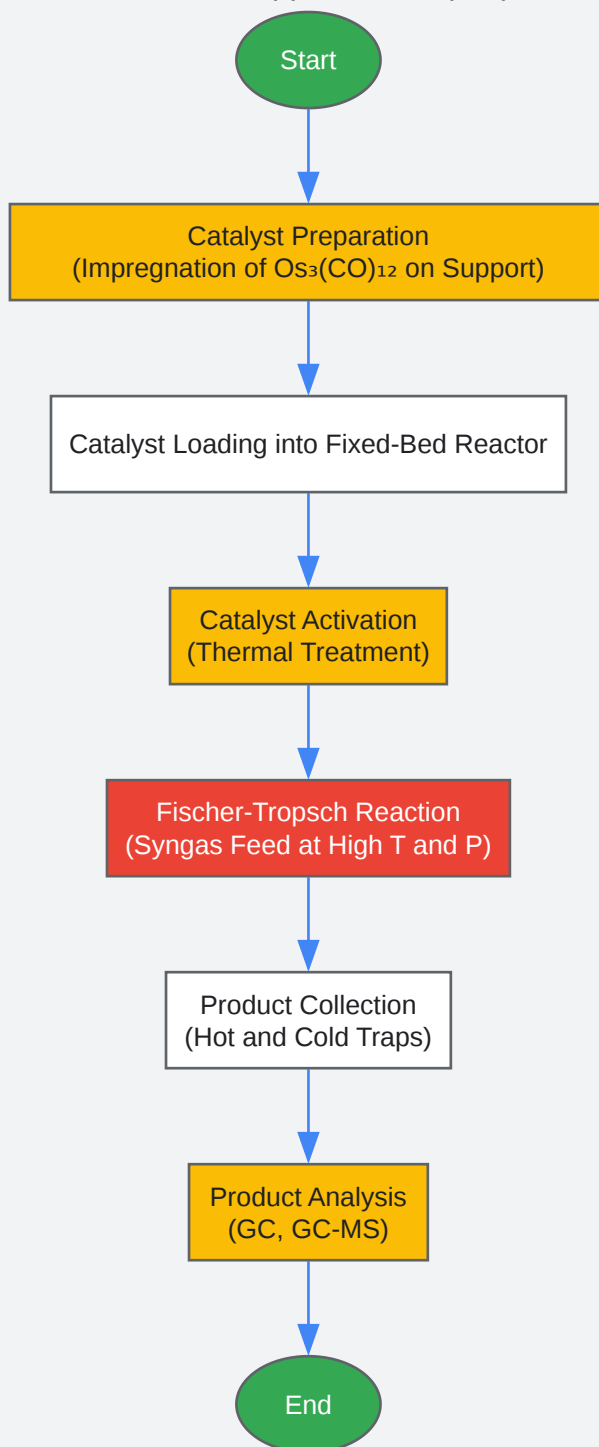 Start
Catalyst Preparation
(Impregnation of Os₃(CO)₁₂ on Support)
Catalyst Loading into Fixed-Bed Reactor
Catalyst Activation
(Thermal Treatment)
Fischer-Tropsch Reaction
(Syngas Feed at High T and P)
Product Collection
(Hot and Cold Traps)
Product Analysis
(GC, GC-MS)
End